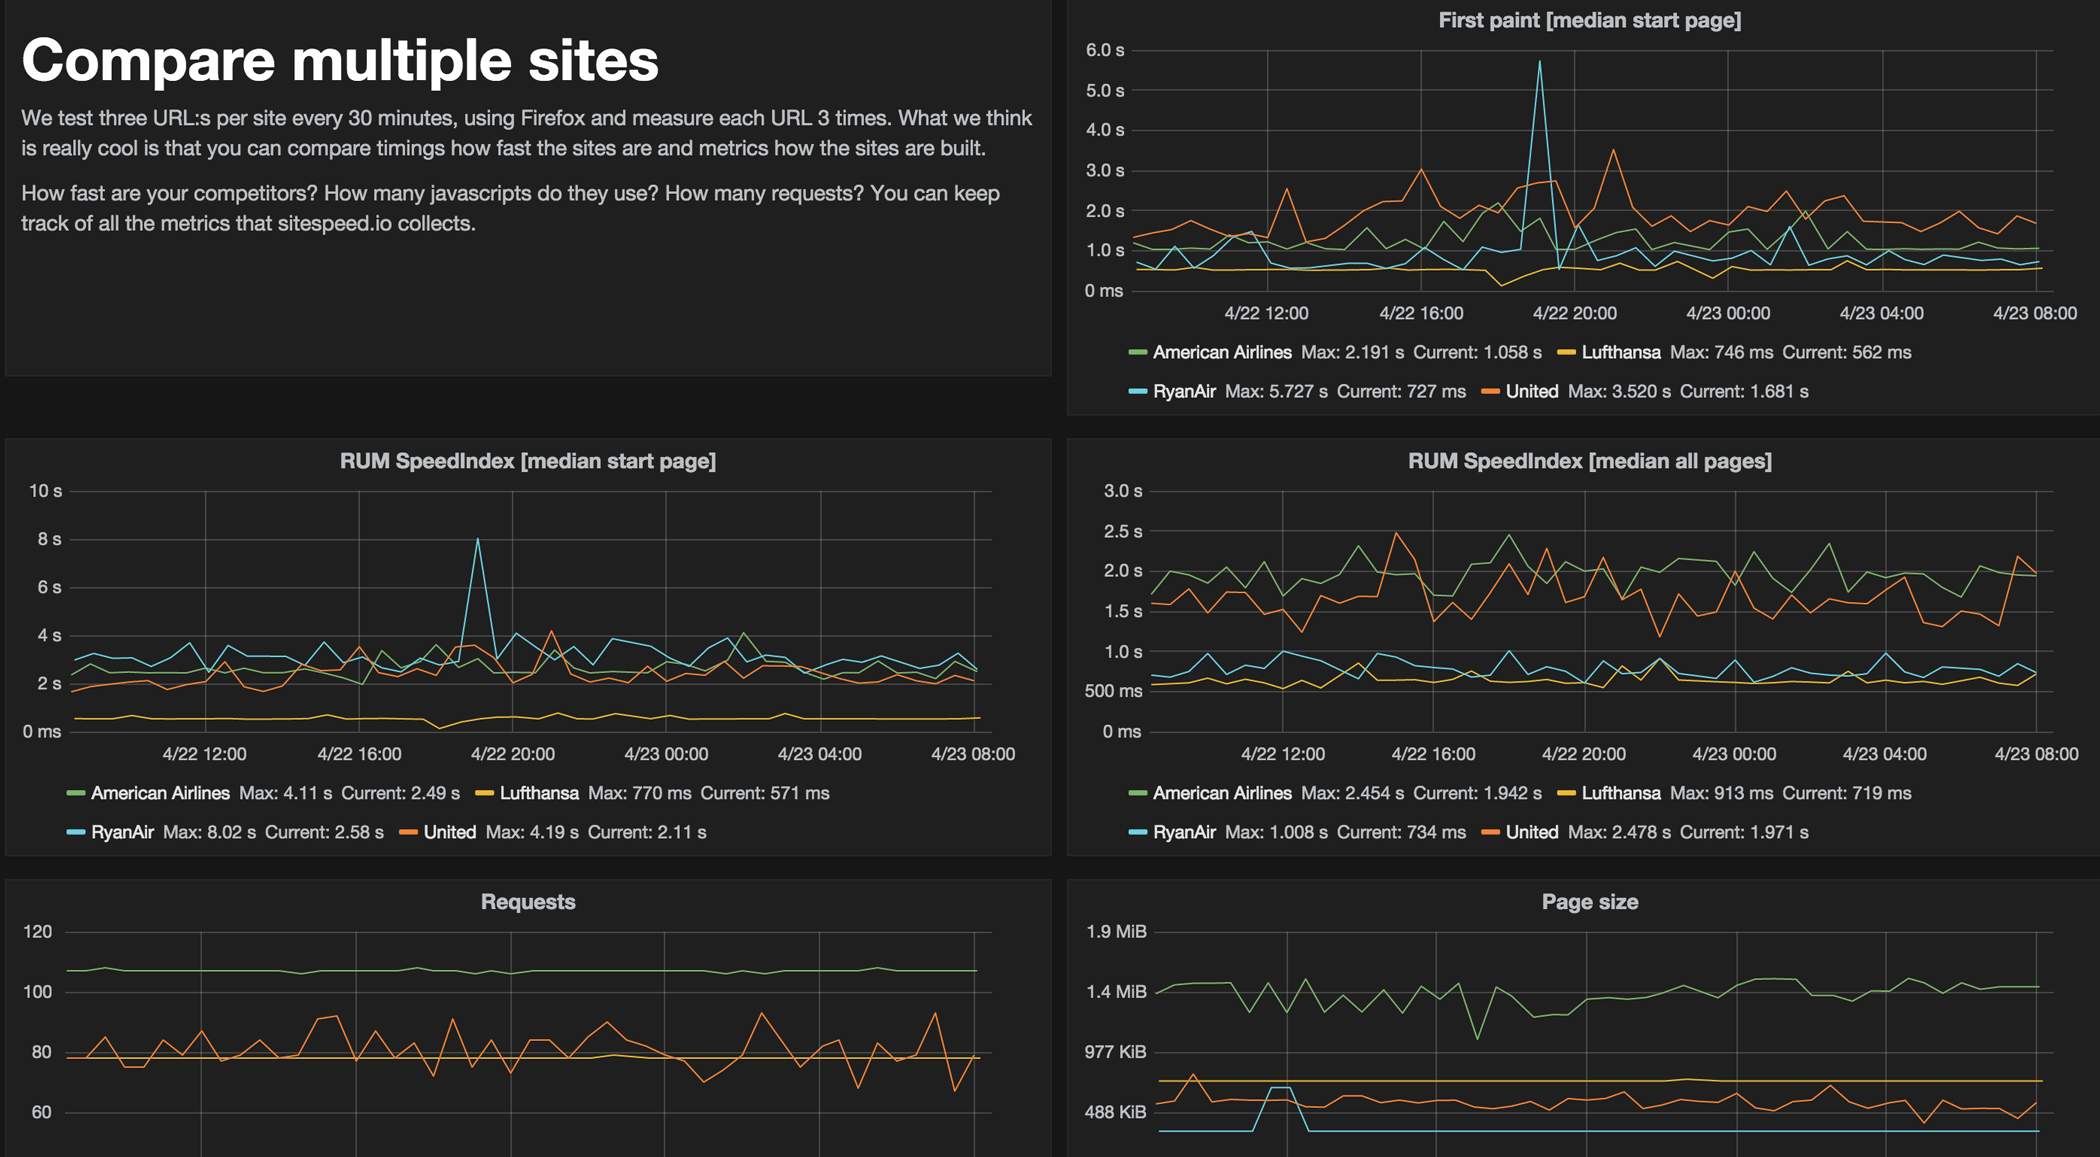 Compare multiple sites
We test three URL:s per site every 30 minutes, using Firefox and measure each URL 3 times. What we think
is really cool is that you can compare timings how fast the sites are and metrics how the sites are built.
How fast are your competitors? How many javascripts do they use? How many requests? You can keep
track of all the metrics that sitespeed.io collects.
First paint [median start page]
6.0 s
5.0 s
4.0 s
3.0 s
2.0 s
1.0 s
0 ms
4/22 12:00 4/22 16:00 4/22 20:00 4/23 00:00 4/23 04:00 4/23 08:00
American Airlines Max: 2.191 s Current: 1.058 s Lufthansa Max: 746 ms Current: 562 ms
RyanAir Max: 5.727 s Current: 727 ms United Max: 3.520 s Current: 1.681 s
RUM SpeedIndex [median start page]
10 s
8 s
6 s
4 s
2 s
0 ms
4/22 12:00 4/22 16:00 4/22 20:00 4/23 00:00 4/23 04:00 4/23 08:00
American Airlines Max: 4.11 s Current: 2.49 s Lufthansa Max: 770 ms Current: 571 ms
RyanAir Max: 8.02 s Current: 2.58 s United Max: 4.19 s Current: 2.11 s
RUM SpeedIndex [median all pages]
3.0 s
2.5 s
2.0 s
1.5 s
1.0 s
500 ms
0 ms
4/22 12:00 4/22 16:00 4/22 20:00 4/23 00:00 4/23 04:00 4/23 08:00
American Airlines Max: 2.454 s Current: 1.942 s Lufthansa Max: 913 ms Current: 719 ms
RyanAir Max: 1.008 s Current: 734 ms United Max: 2.478 s Current: 1.971 s
Requests
120
100
80
60
Page size
1.9 MiB
1.4 MiB
977 KiB
488 KiB